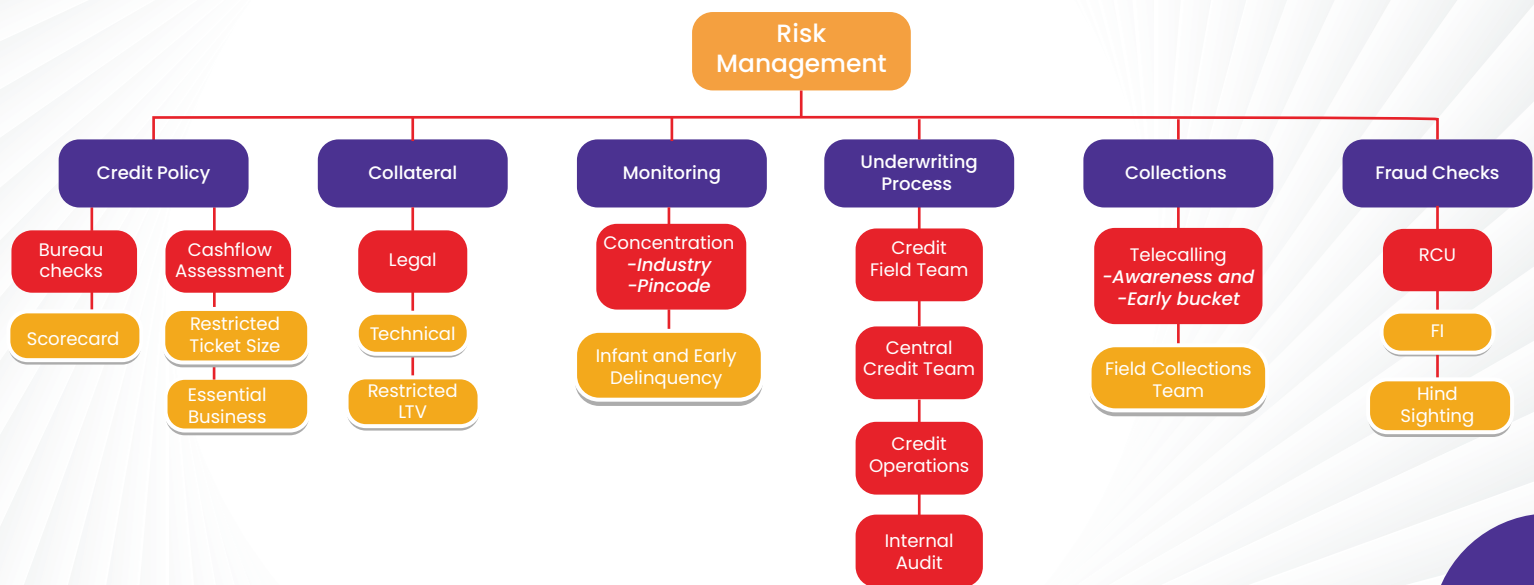 Risk
Management
Credit Policy
Collateral
Monitoring
Underwriting
Process
Collections
Fraud Checks
Bureau
checks
Scorecard
Cashflow
Assessment
Restricted
Ticket Size
Essential
Business
Legal
Technical
Restricted
LTV
Concentration
-Industry
-Pincode
Infant and Early
Delinquency
Credit
Field Team
Central
Credit Team
Credit
Operations
Internal
Audit
Telecalling
-Awareness and
-Early bucket
Field Collections
Team
RCU
FI
Hind
Sighting